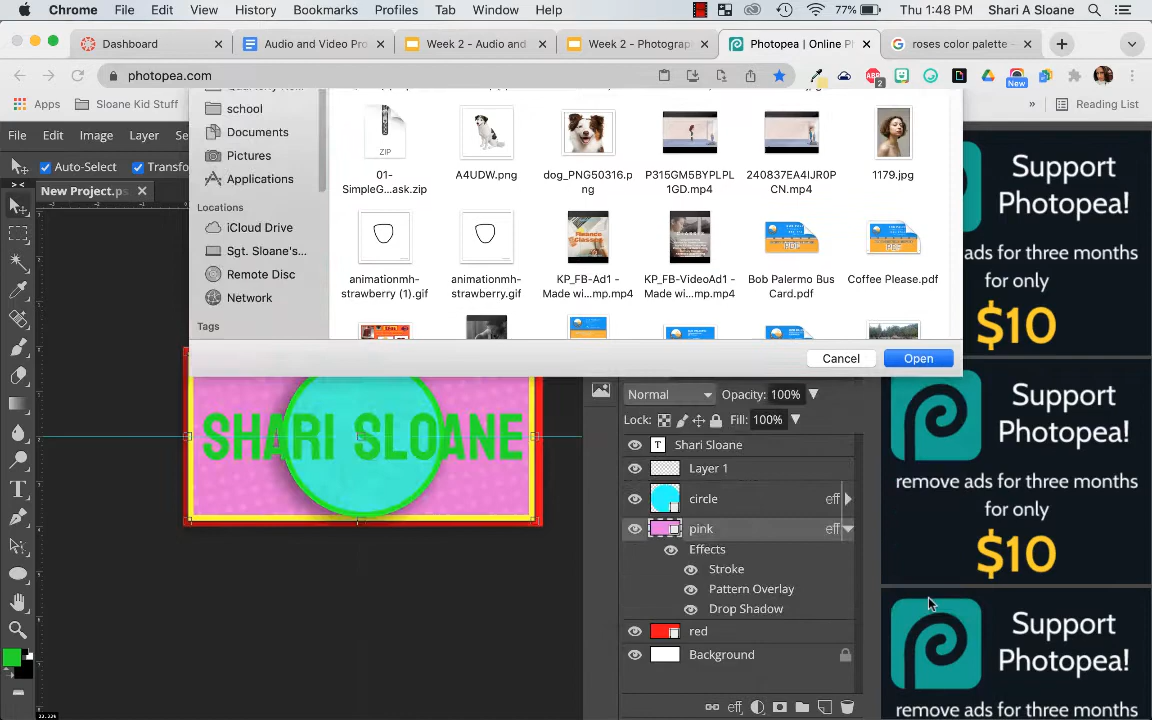 Chrome File Edit View History Bookmarks Profiles Tab Window Help 77% Thu 1:48 PM Shari A Sloane
Dashboard Audio and Video Pro Week 2 - Audio and Week 2 - Photograp Photopea | Online P roses color palette -
photopea.com
New
Apps Sloane Kid Stuff » Reading List
File Edit Image Layer Se
Auto-Select Transfo
New Project.ps
school
Documents
Pictures
Applications
Locations
iCloud Drive
Sgt. Sloane's...
Remote Disc
Network
Tags
ZIP
01-
SimpleG...ask.zip
A4UDW.png
dog_PNG50316.p
ng
P315GM5BYPLPL
1GD.mp4
240837EA4IJR0P
CN.mp4
1179.jpg
animationmh-
strawberry (1).gif
animationmh-
strawberry.gif
KP_FB-Ad1 -
Made wi...mp.mp4
KP_FB-VideoAd1 -
Made wi...mp.mp4
Bob Palermo Bus
Card.pdf
Coffee Please.pdf
PDF
Cancel Open
SHARI SLOANE
Normal Opacity: 100%
Lock: Fill: 100%
Shari Sloane
Layer 1
circle eff
pink eff
Effects
Stroke
Pattern Overlay
Drop Shadow
red
Background
eff
Support
Photopea!
remove ads for three months
for only
$10
Support
Photopea!
remove ads for three months
for only
$10
Support
Photopea!
remove ads for three months